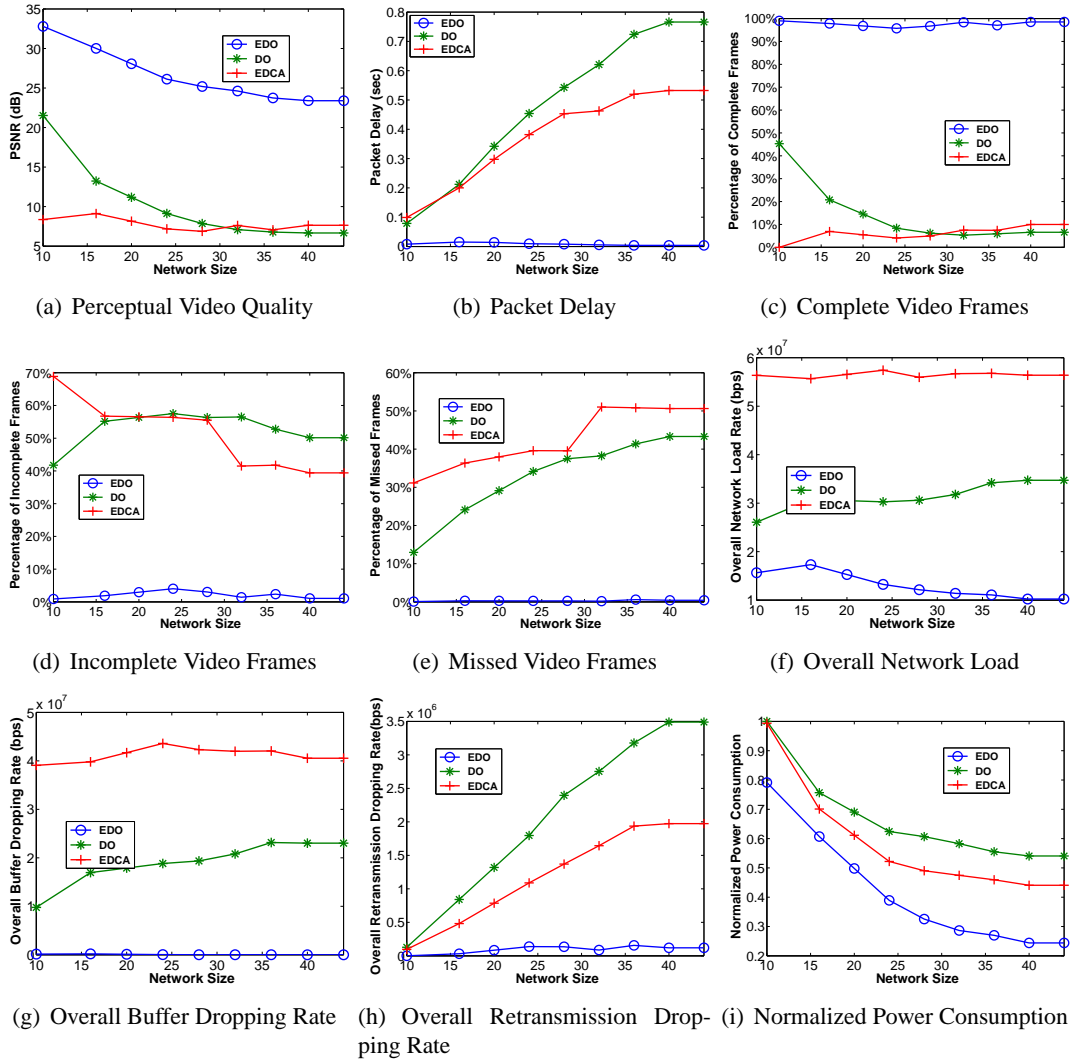 35
30
25
20
15
10
5
PSNR (dB)
EDO
DO
EDCA
10 15 20 25 30 35 40
Network Size
(a) Perceptual Video Quality
0.8
0.7
0.6
0.5
0.4
0.3
0.2
0.1
0
Packet Delay (sec)
EDO
DO
EDCA
10 15 20 25 30 35 40
Network Size
(b) Packet Delay
100%
90%
80%
70%
60%
50%
40%
30%
20%
10%
0%
Percentage of Complete Frames
EDO
DO
EDCA
10 15 20 25 30 35 40
Network Size
(c) Complete Video Frames
70%
60%
50%
40%
30%
20%
10%
0%
Percentage of Incomplete Frames
EDO
DO
EDCA
10 15 20 25 30 35 40
Network Size
(d) Incomplete Video Frames
60%
50%
40%
30%
20%
10%
0%
Percentage of Missed Frames
EDO
DO
EDCA
10 15 20 25 30 35 40
Network Size
(e) Missed Video Frames
x 10^7
6
5
4
3
2
1
Overall Network Load Rate (bps)
EDO
DO
EDCA
10 15 20 25 30 35 40
Network Size
(f) Overall Network Load
x 10^7
5
4
3
2
1
0
Overall Buffer Dropping Rate (bps)
EDO
DO
EDCA
10 15 20 25 30 35 40
Network Size
(g) Overall Buffer Dropping Rate
x 10^6
3.5
3
2.5
2
1.5
1
0.5
0
Overall Retransmission Dropping Rate(bps)
EDO
DO
EDCA
10 15 20 25 30 35 40
Network Size
(h) Overall Retransmission Drop-
ping Rate
1
0.9
0.8
0.7
0.6
0.5
0.4
0.3
0.2
Normalized Power Consumption
EDO
DO
EDCA
10 15 20 25 30 35 40
Network Size
(i) Normalized Power Consumption